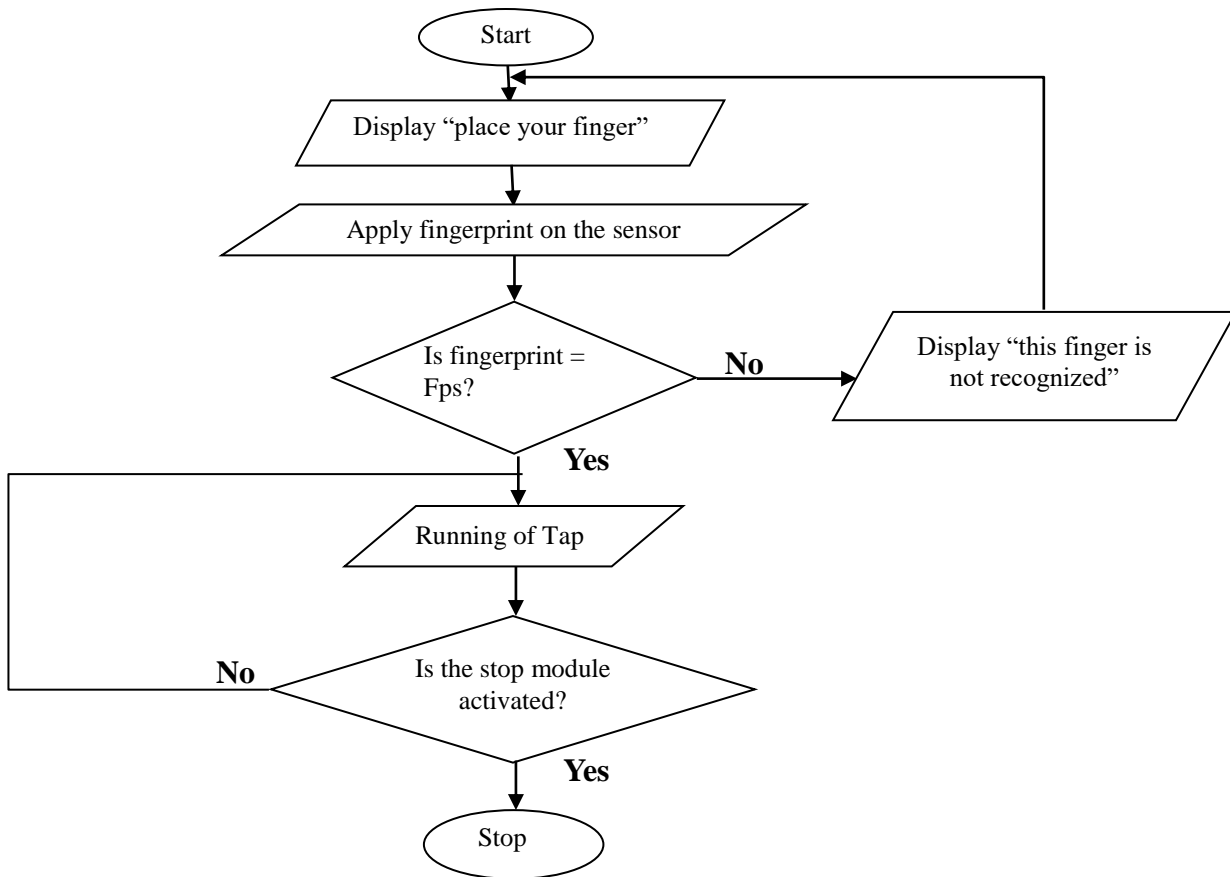 Start
Display “place your finger”
Apply fingerprint on the sensor
Is fingerprint =
Fps?
No
Display “this finger is
not recognized”
Yes
Running of Tap
No
Is the stop module
activated?
Yes
Stop